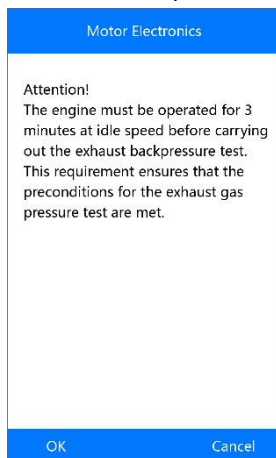 Motor Electronics
Attention!
The engine must be operated for 3
minutes at idle speed before carrying
out the exhaust backpressure test.
This requirement ensures that the
preconditions for the exhaust gas
pressure test are met.
OK
Cancel